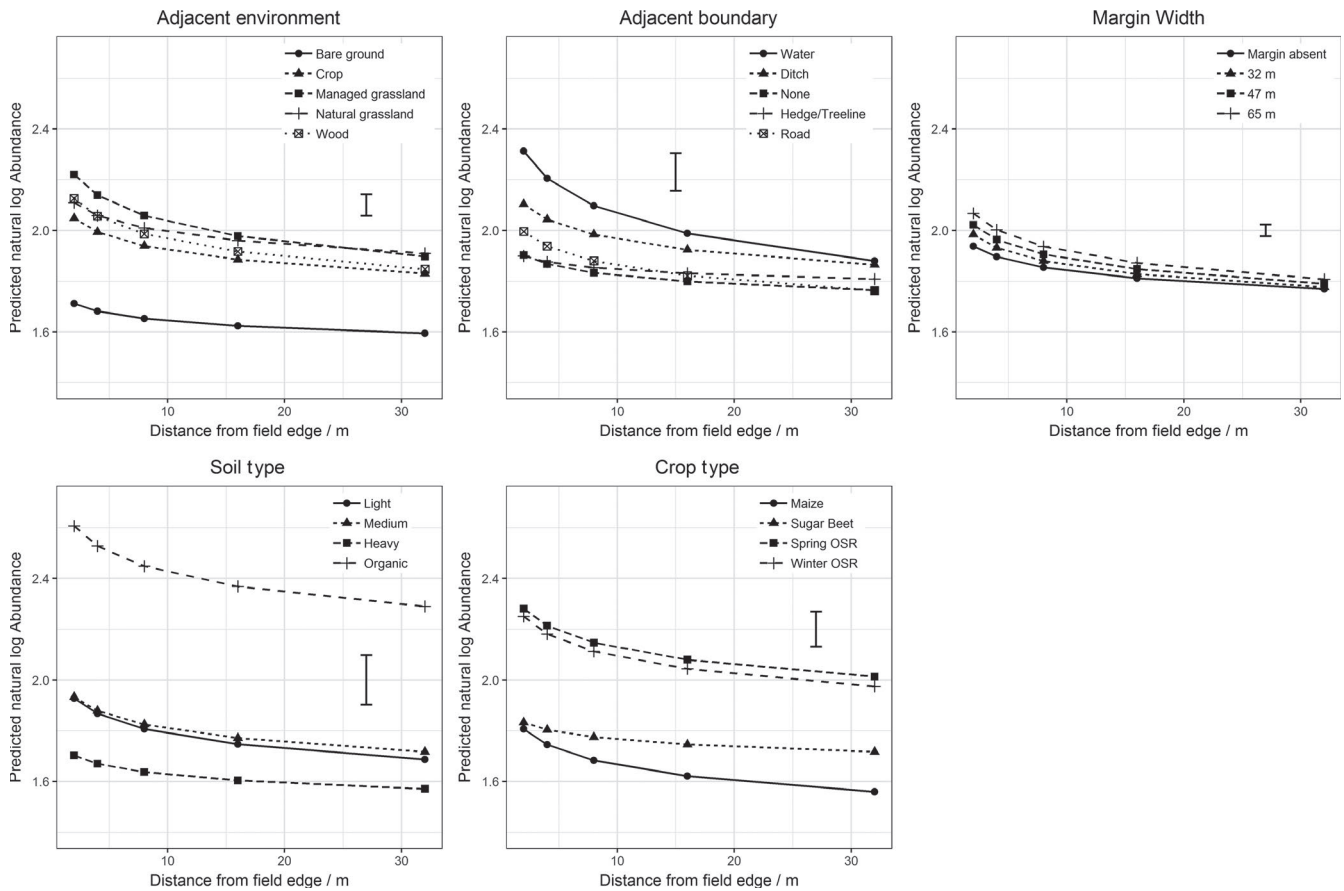 Adjacent environment
Predicted natural log Abundance
2.4
2.0
1.6
Bare ground
Crop
Managed grassland
Natural grassland
Wood
10
20
30
Distance from field edge / m
Adjacent boundary
Predicted natural log Abundance
2.4
2.0
1.6
Water
Ditch
None
Hedge/Treeline
Road
10
20
30
Distance from field edge / m
Margin Width
Predicted natural log Abundance
2.4
2.0
1.6
Margin absent
32 m
47 m
65 m
10
20
30
Distance from field edge / m
Soil type
Predicted natural log Abundance
2.4
2.0
1.6
Light
Medium
Heavy
Organic
10
20
30
Distance from field edge / m
Crop type
Predicted natural log Abundance
2.4
2.0
1.6
Maize
Sugar Beet
Spring OSR
Winter OSR
10
20
30
Distance from field edge / m